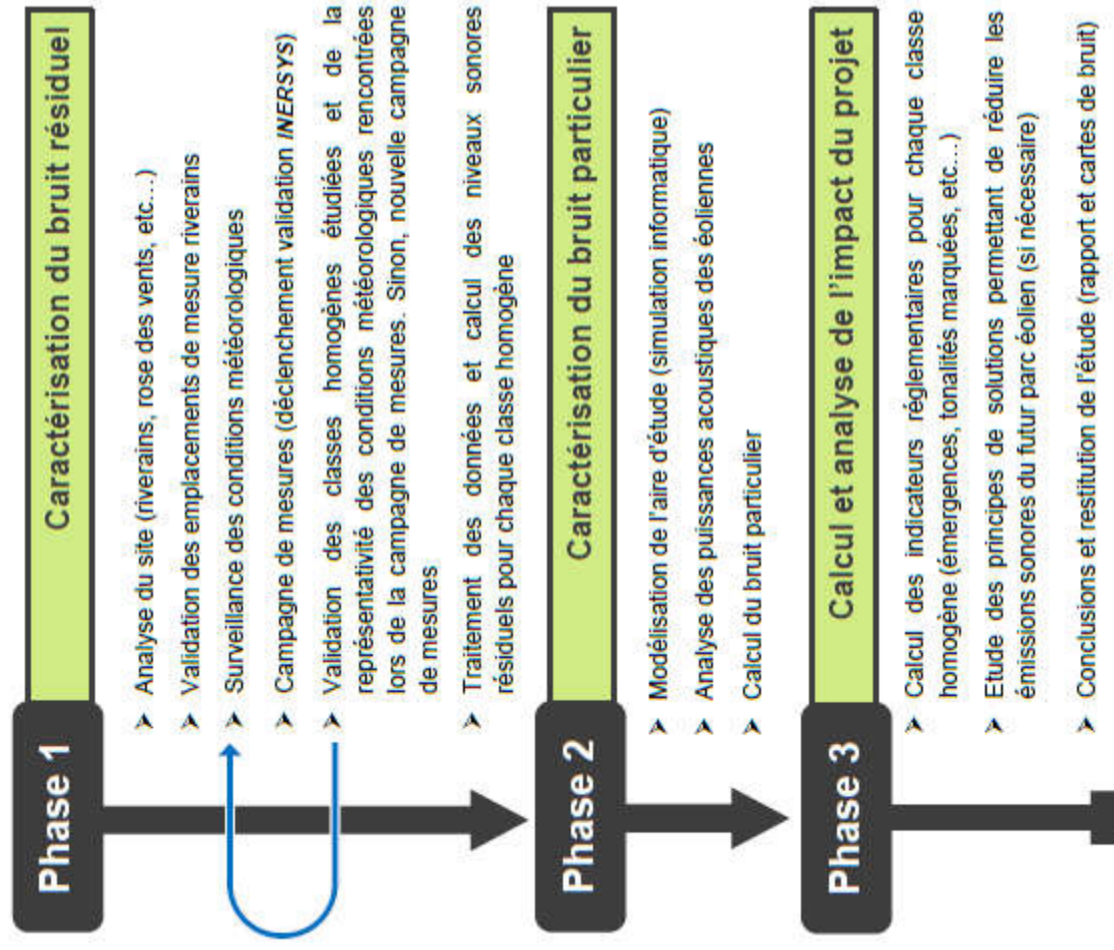 Phase 1
Caractérisation du bruit résiduel
➤ Analyse du site (riverains, rose des vents, etc...)
➤ Validation des emplacements de mesure riverains
➤ Surveillance des conditions météorologiques
➤ Campagne de mesures (déclenchement validation INERSYS)
➤ Validation des classes homogènes étudiées et de la
représentativité des conditions météorologiques rencontrées
lors de la campagne de mesures. Sinon, nouvelle campagne
de mesures
➤ Traitement des données et calcul des niveaux sonores
résiduels pour chaque classe homogène
Phase 2
Caractérisation du bruit particulier
➤ Modélisation de l'aire d'étude (simulation informatique)
➤ Analyse des puissances acoustiques des éoliennes
➤ Calcul du bruit particulier
Phase 3
Calcul et analyse de l'impact du projet
➤ Calcul des indicateurs réglementaires pour chaque classe
homogène (émergences, tonalités marquées, etc...)
➤ Etude des principes de solutions permettant de réduire les
émissions sonores du futur parc éolien (si nécessaire)
➤ Conclusions et restitution de l'étude (rapport et cartes de bruit)